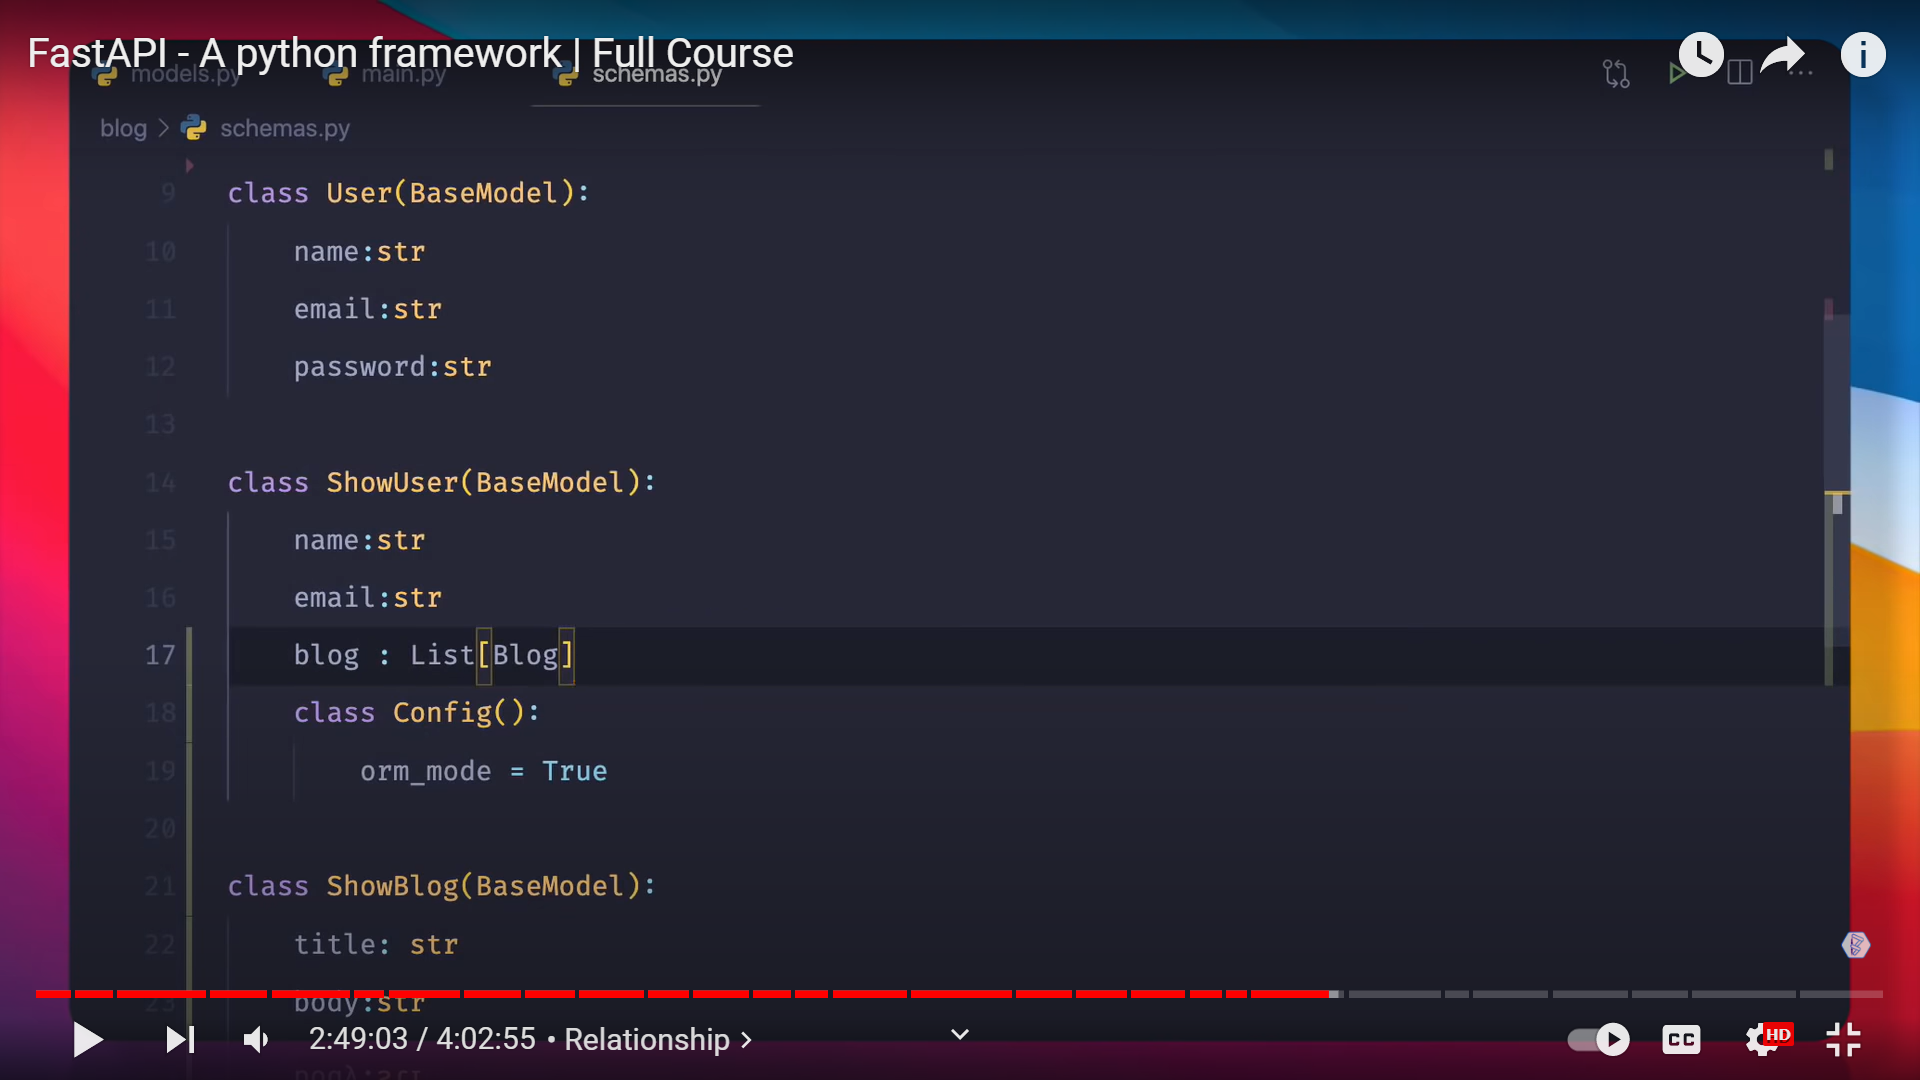 FastAPI - A python framework | Full Course
models.py main.py schemas.py
blog > schemas.py
9 class User(BaseModel):
10 name:str
11 email:str
12 password:str
13
14 class ShowUser(BaseModel):
15 name:str
16 email:str
17 blog : List[Blog]
18 class Config():
19 orm_mode = True
20
21 class ShowBlog(BaseModel):
22 title: str
23 body:str
2:49:03 / 4:02:55 • Relationship >
CC HD